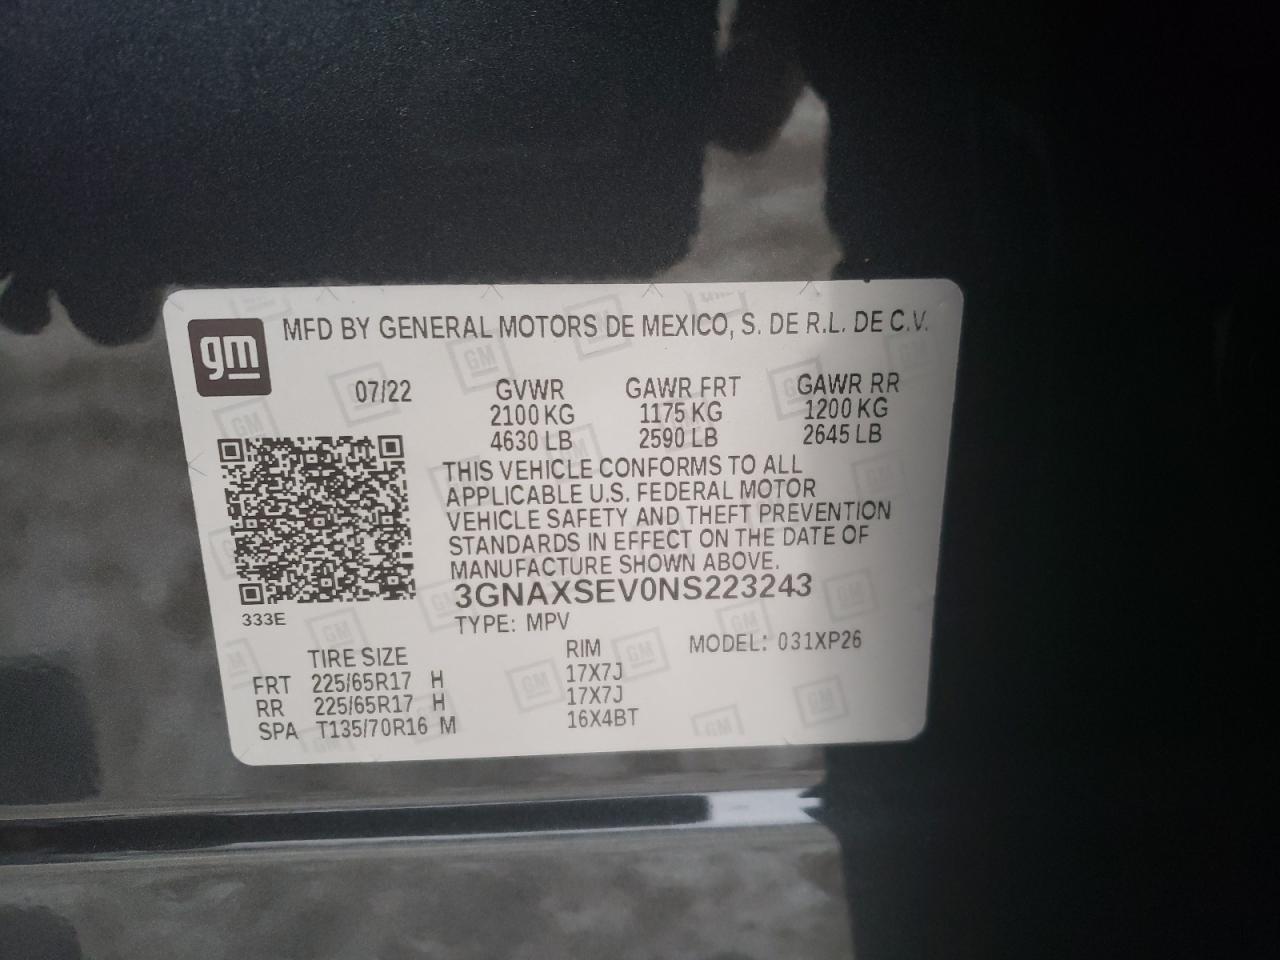 gm
MFD BY GENERAL MOTORS DE MEXICO, S. DE R.L. DE C.V.
07/22 GVWR GAWR FRT GAWR RR
2100 KG 1175 KG 1200 KG
4630 LB 2590 LB 2645 LB
THIS VEHICLE CONFORMS TO ALL
APPLICABLE U.S. FEDERAL MOTOR
VEHICLE SAFETY AND THEFT PREVENTION
STANDARDS IN EFFECT ON THE DATE OF
MANUFACTURE SHOWN ABOVE.
3GNAXSEV0NS223243
333E
TYPE: MPV
TIRE SIZE RIM MODEL: 031XP26
FRT 225/65R17 H 17X7J
RR 225/65R17 H 17X7J
SPA T135/70R16 M 16X4BT